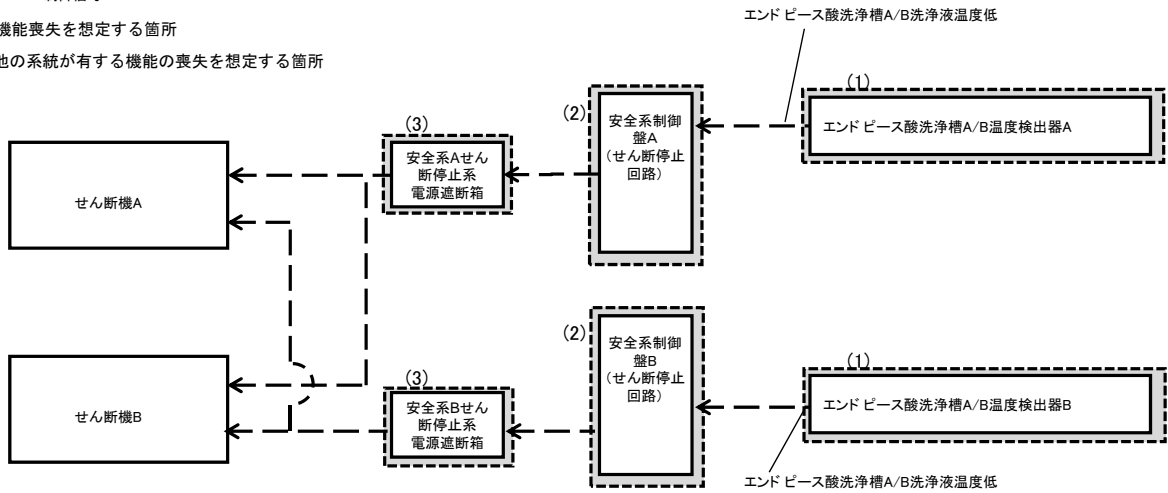 機能喪失を想定する箇所
他の系統が有する機能の喪失を想定する箇所
エンドピース酸洗浄槽A/B洗浄液温度低
(1)
エンドピース酸洗浄槽A/B温度検出器A
(2)
安全系制御
盤A
(せん断停止
回路)
(3)
安全系Aせん
断停止系
電源遮断箱
せん断機A
(1)
エンドピース酸洗浄槽A/B温度検出器B
(2)
安全系制御
盤B
(せん断停止
回路)
(3)
安全系Bせん
断停止系
電源遮断箱
せん断機B
エンドピース酸洗浄槽A/B洗浄液温度低